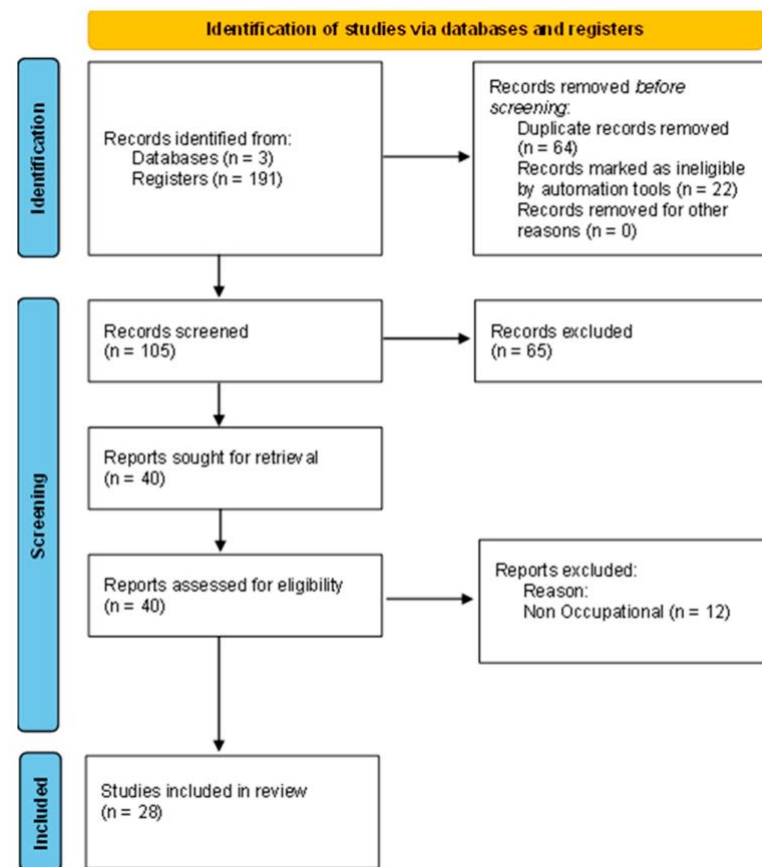 Identification of studies via databases and registers
Identification
Records identified from:
Databases (n = 3)
Registers (n = 191)
Records removed before
screening:
Duplicate records removed
(n = 64)
Records marked as ineligible
by automation tools (n = 22)
Records removed for other
reasons (n = 0)
Screening
Records screened
(n = 105)
Records excluded
(n = 65)
Reports sought for retrieval
(n = 40)
Reports assessed for eligibility
(n = 40)
Reports excluded:
Reason:
Non Occupational (n = 12)
Included
Studies included in review
(n = 28)